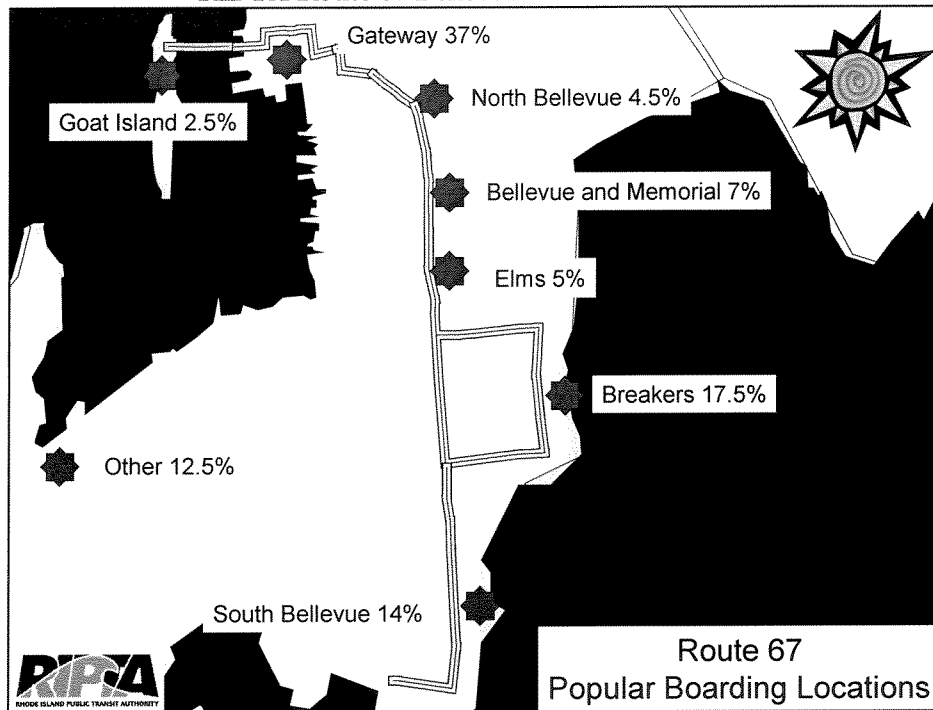 Gateway 37%
North Bellevue 4.5%
Goat Island 2.5%
Bellevue and Memorial 7%
Elms 5%
Breakers 17.5%
Other 12.5%
South Bellevue 14%
Route 67
Popular Boarding Locations
RIPTA
RHODE ISLAND PUBLIC TRANSIT AUTHORITY